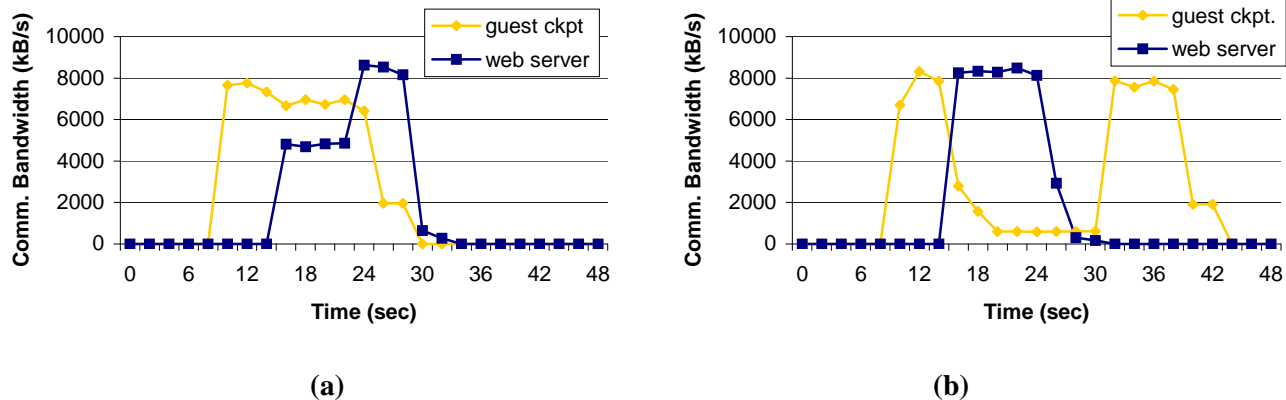 guest ckpt
web server
10000
8000
6000
4000
2000
0
Comm. Bandwidth (kB/s)
0 6 12 18 24 30 36 42 48
Time (sec)
(a)
guest ckpt.
web server
10000
8000
6000
4000
2000
0
Comm. Bandwidth (kB/s)
0 6 12 18 24 30 36 42 48
Time (sec)
(b)